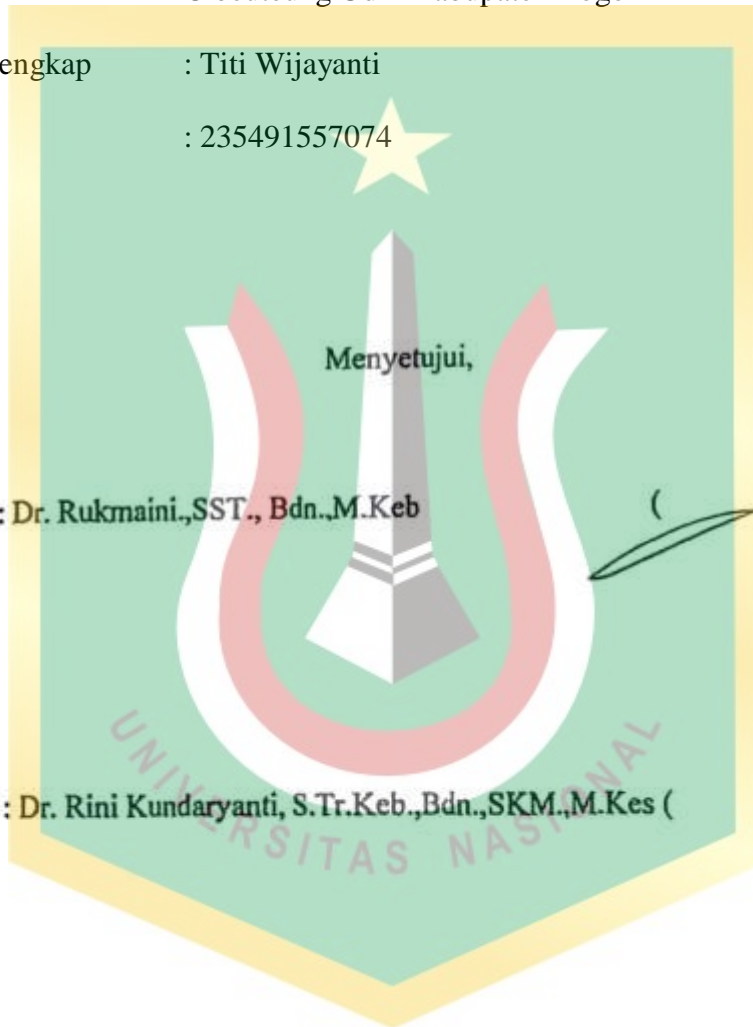 engkap : Titi Wijayanti
: 235491557074
Menyetujui,
: Dr. Rukmaini.,SST., Bdn.,M.Keb (
: Dr. Rini Kundaryanti, S.Tr.Keb.,Bdn.,SKM.,M.Kes (
UNIVERSITAS NASIONAL